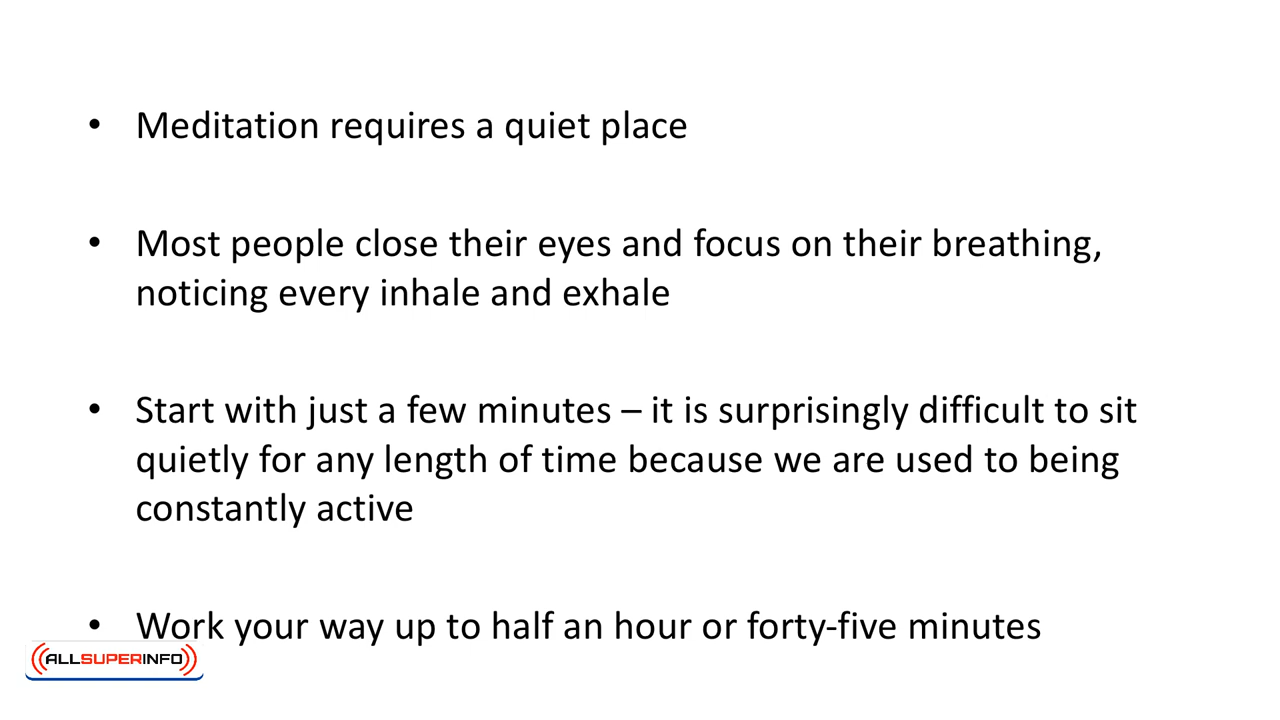 • Meditation requires a quiet place
• Most people close their eyes and focus on their breathing,
noticing every inhale and exhale
• Start with just a few minutes – it is surprisingly difficult to sit
quietly for any length of time because we are used to being
constantly active
• Work your way up to half an hour or forty-five minutes
ALLSUPERINFO